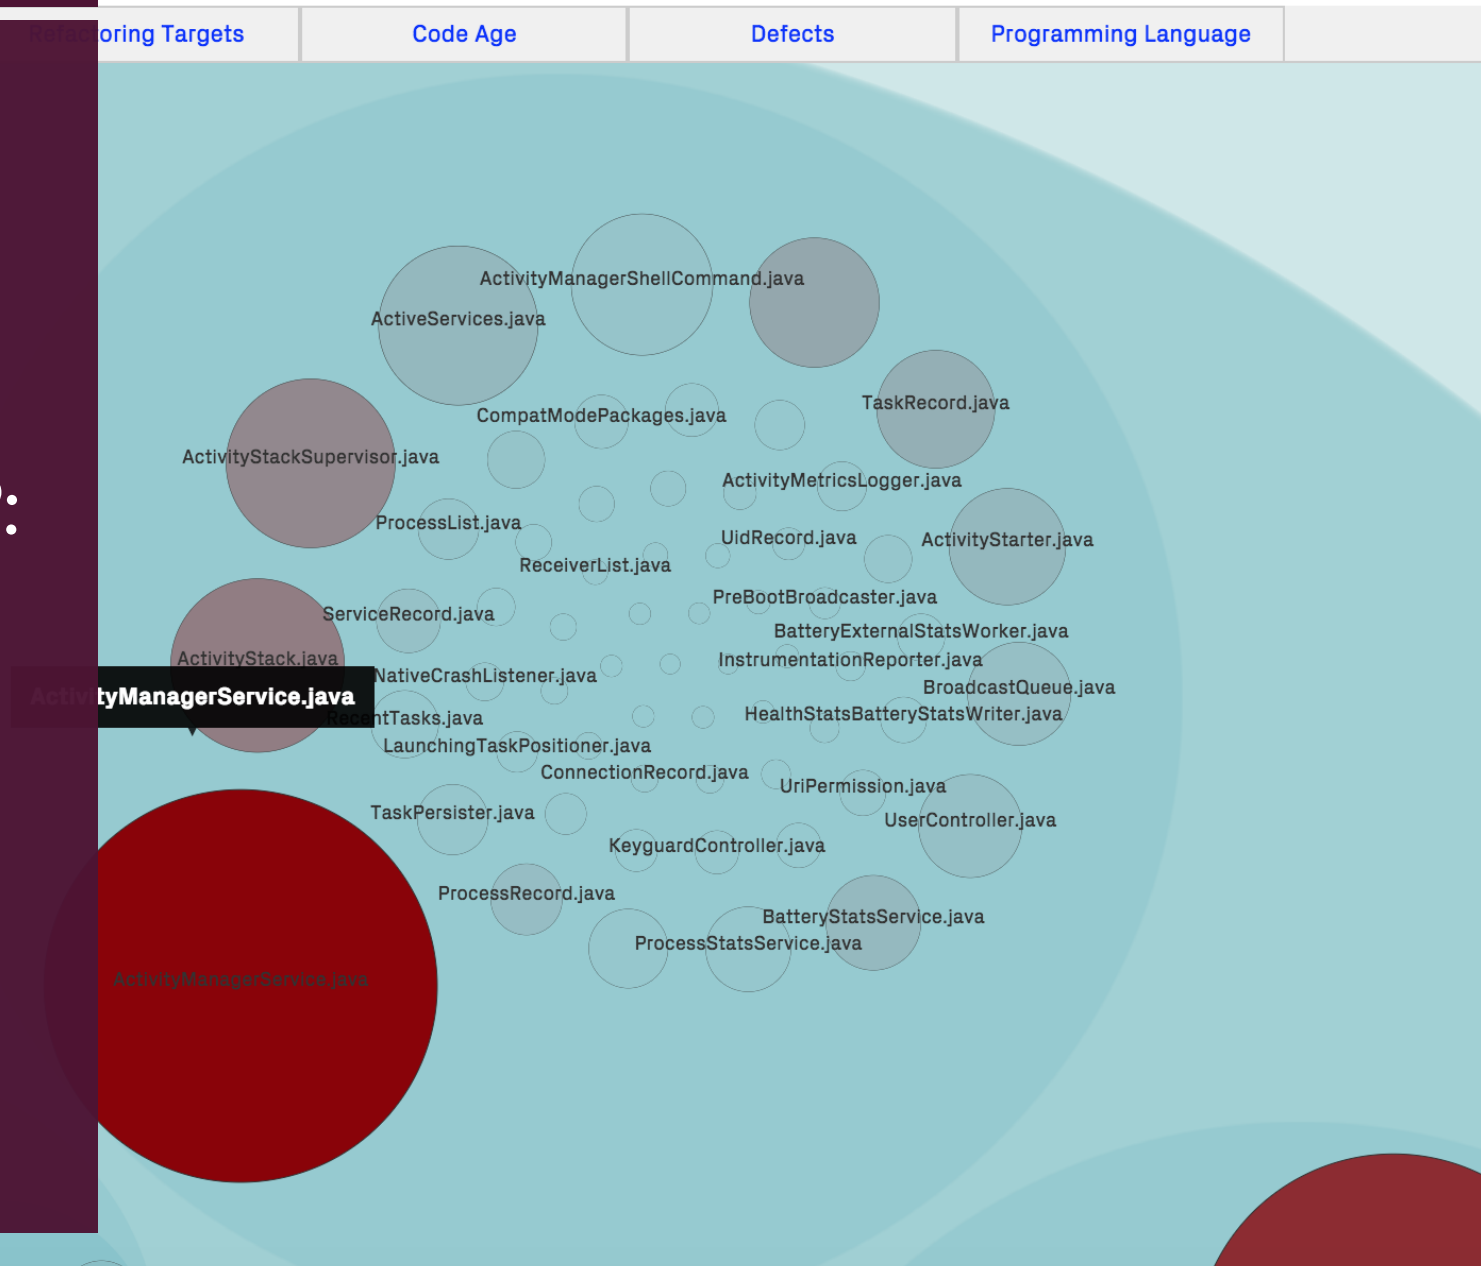 Refactoring Targets
Code Age
Defects
Programming Language
ActivityManagerShellCommand.java
ActiveServices.java
TaskRecord.java
CompatModePackages.java
ActivityStackSupervisor.java
ActivityMetricsLogger.java
ProcessList.java
UidRecord.java
ActivityStarter.java
ReceiverList.java
PreBootBroadcaster.java
ServiceRecord.java
BatteryExternalStatsWorker.java
ActivityStack.java
InstrumentationReporter.java
NativeCrashListener.java
BroadcastQueue.java
ActivityManagerService.java
HealthStatsBatteryStatsWriter.java
RecentTasks.java
LaunchingTaskPositioner.java
ConnectionRecord.java
UriPermission.java
TaskPersister.java
UserController.java
KeyguardController.java
ProcessRecord.java
BatteryStatsService.java
ProcessStatsService.java
ActivityManagerService.java